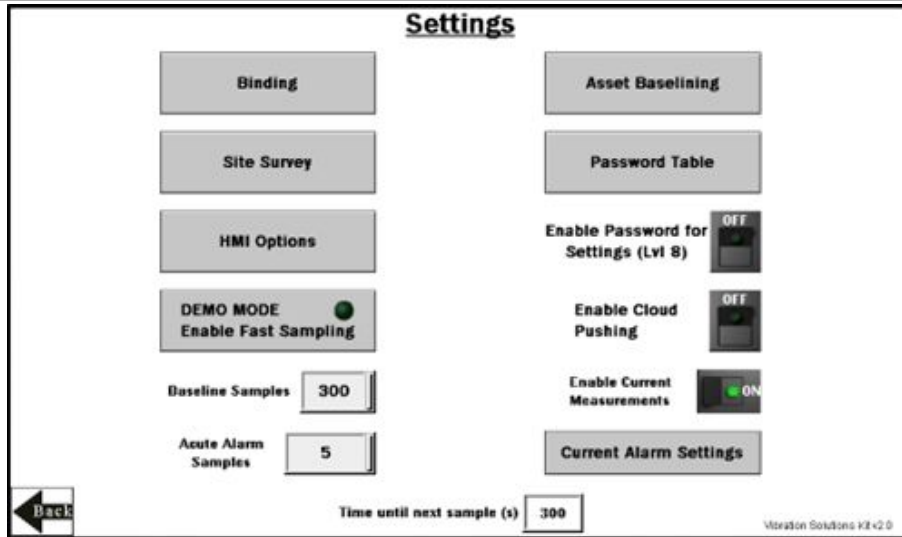 Settings
Binding
Asset Baselining
Site Survey
Password Table
HMI Options
Enable Password for
Settings (Lvl 8)
OFF
DEMO MODE
Enable Fast Sampling
Enable Cloud
Pushing
OFF
Baseline Samples 300
Enable Current
Measurements
ON
Acute Alarm
Samples
5
Current Alarm Settings
Back
Time until next sample (s) 300
Vibration Solutions Kit v2.0